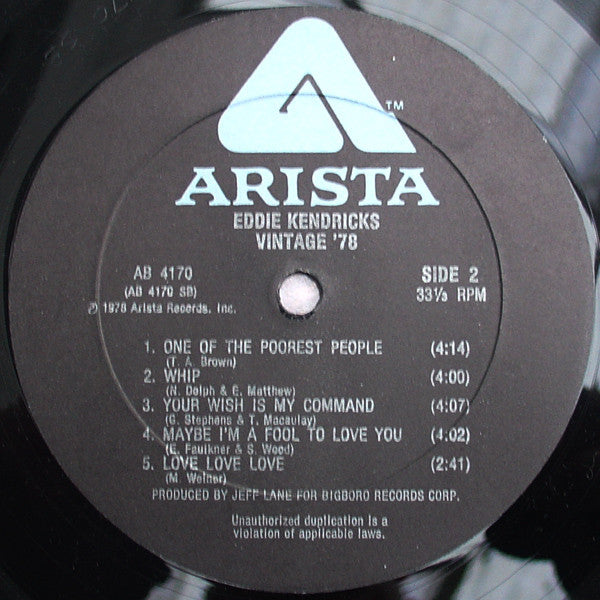 ™
ARISTA
EDDIE KENDRICKS
VINTAGE '78
AB 4170
(AB 4170 SB)
℗ 1978 Arista Records, Inc.
SIDE 2
33⅓ RPM
1. ONE OF THE POOREST PEOPLE (4:14)
(T. A. Brown)
2. WHIP (4:00)
(N. Dolph & E. Matthew)
3. YOUR WISH IS MY COMMAND (4:07)
(G. Stephens & T. Macaulay)
4. MAYBE I'M A FOOL TO LOVE YOU (4:02)
(E. Faulkner & S. Wood)
5. LOVE LOVE LOVE (2:41)
(M. Weiner)
PRODUCED BY JEFF LANE FOR BIGBORO RECORDS CORP.
Unauthorized duplication is a
violation of applicable laws.